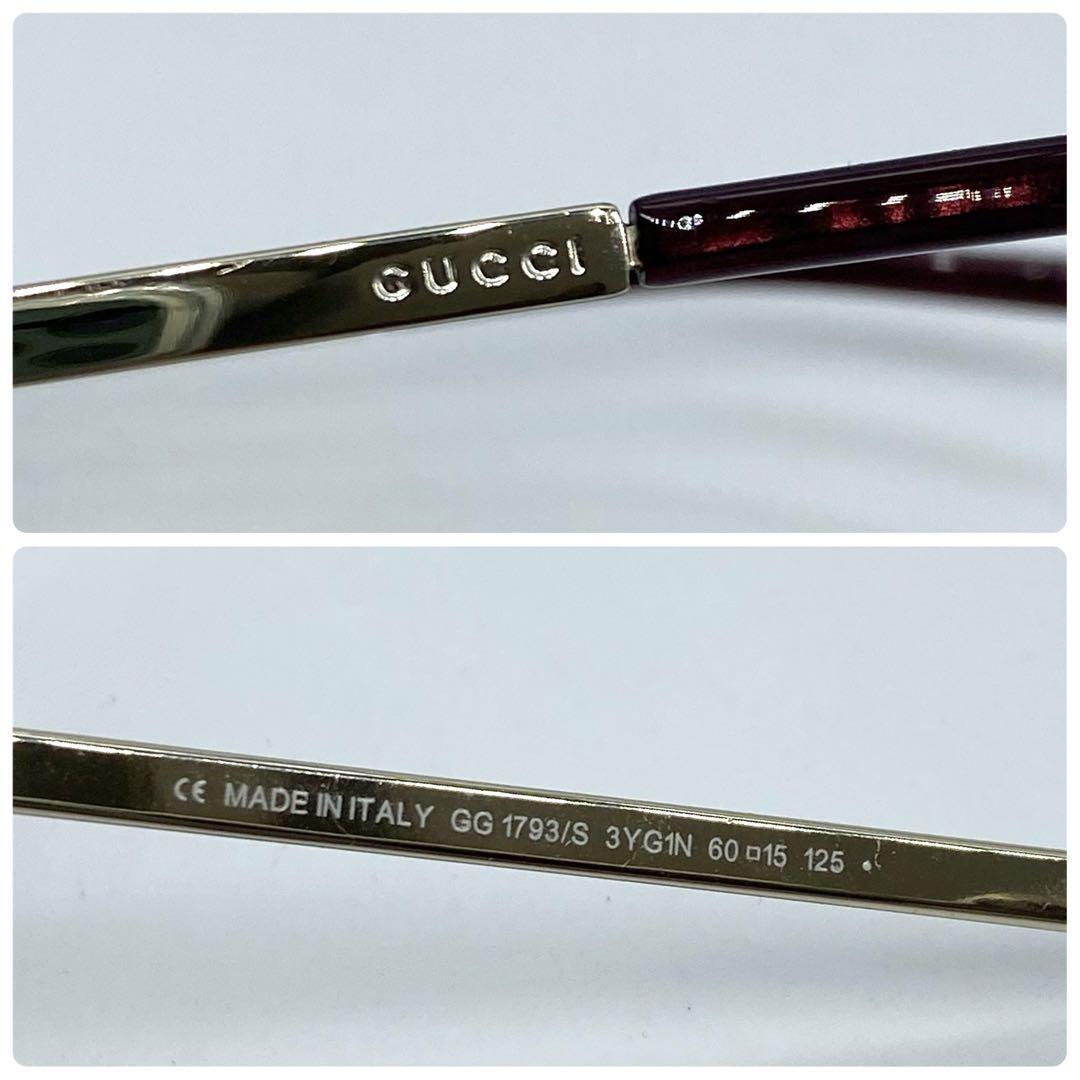 GUCCI
CE MADE IN ITALY GG 1793/S 3YG1N 60□15 125 •